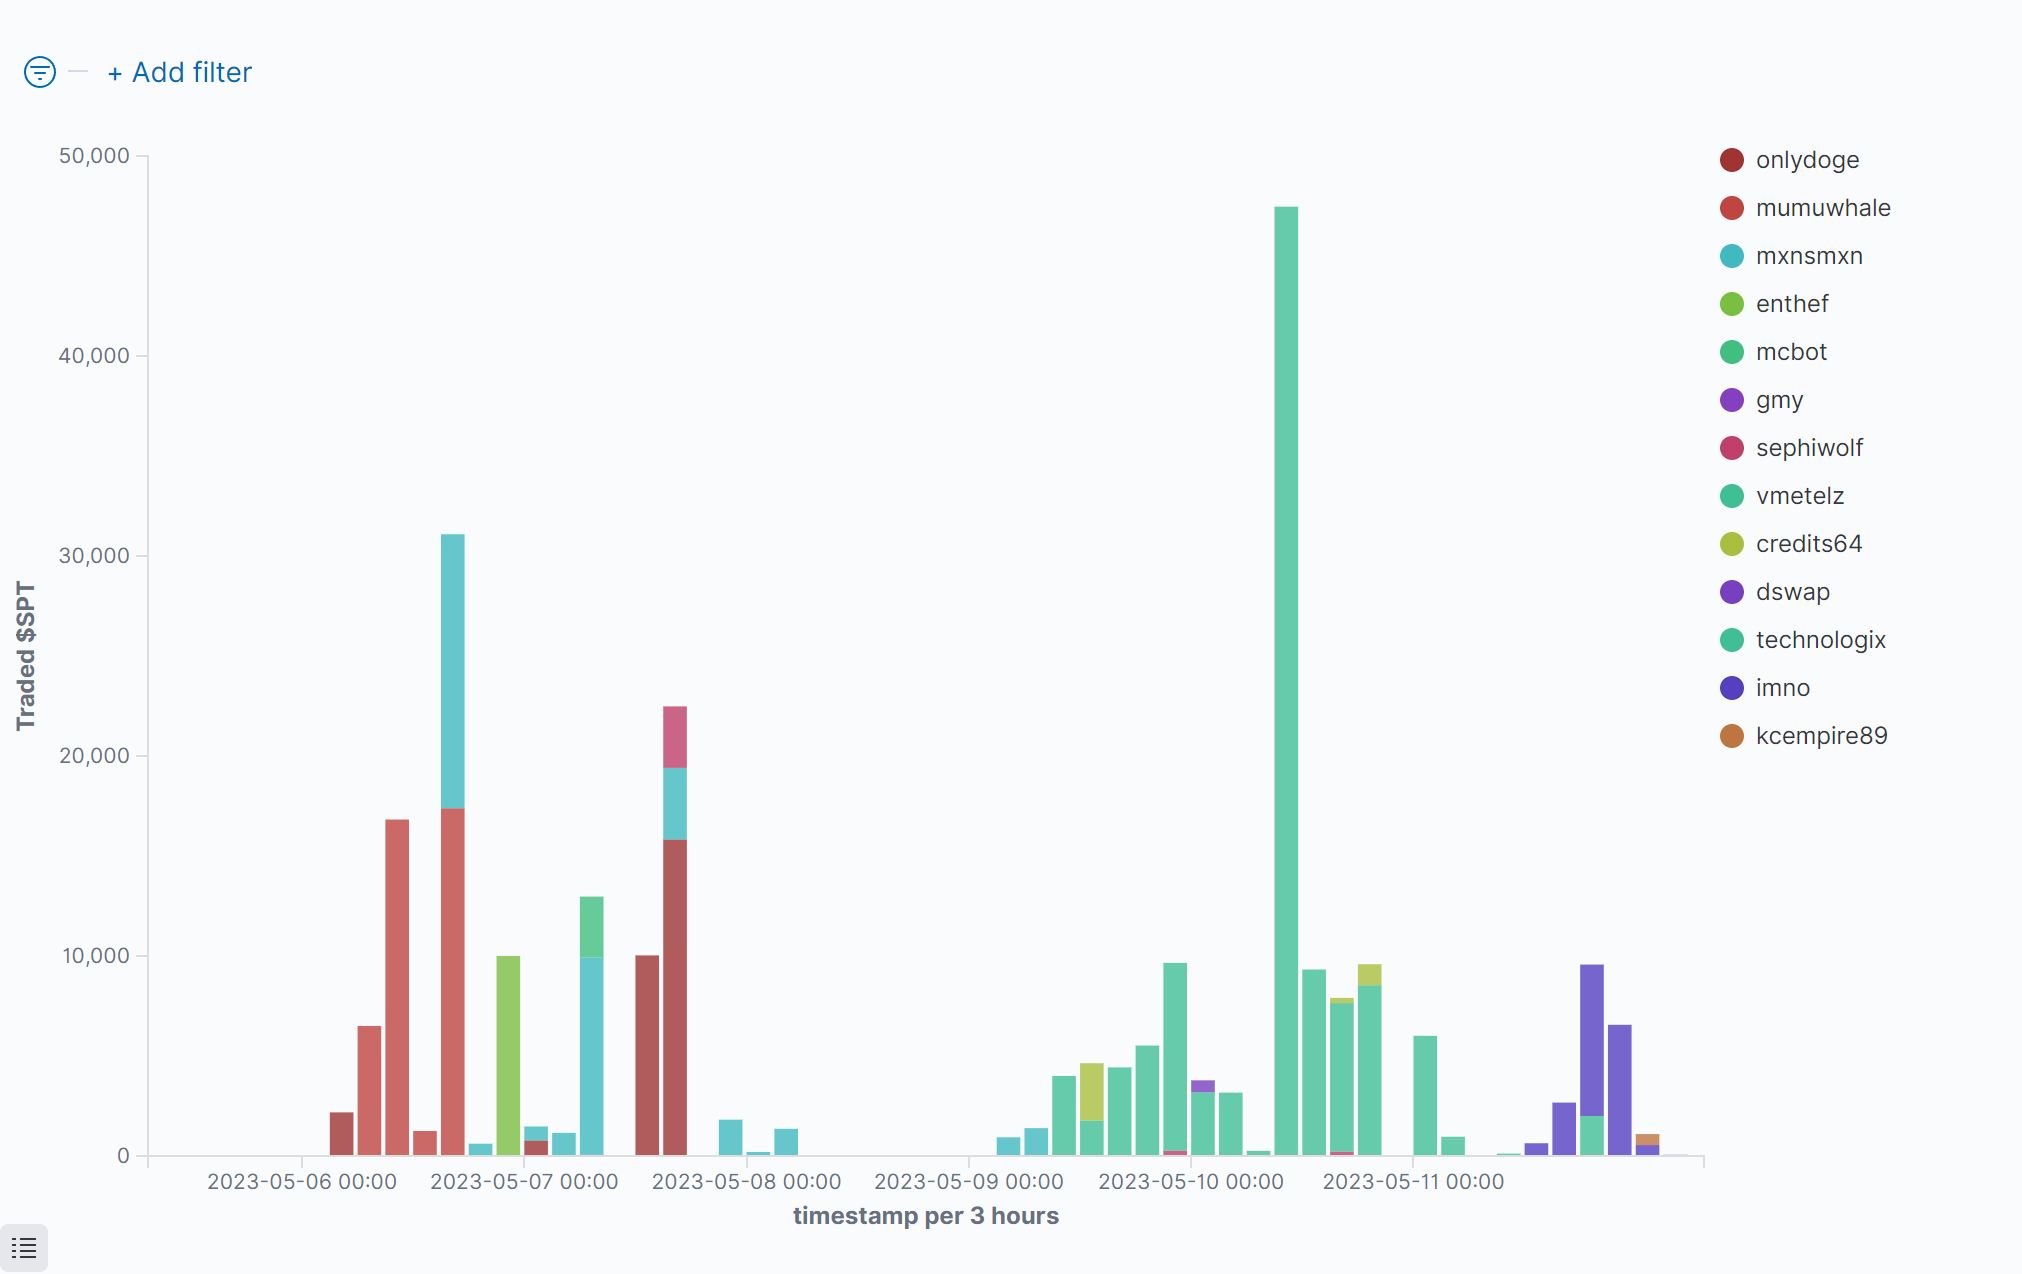 + Add filter
50,000
40,000
30,000
20,000
10,000
0
Traded $SPT
2023-05-06 00:00
2023-05-07 00:00
2023-05-08 00:00
2023-05-09 00:00
2023-05-10 00:00
2023-05-11 00:00
timestamp per 3 hours
onlydoge
mumuwhale
mxnsmxn
enthef
mcbot
gmy
sephiwolf
vmetelz
credits64
dswap
technologix
imno
kcempire89